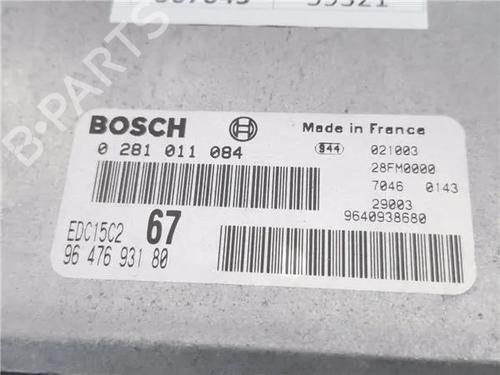 B-PARTS
BOSCH
Made in France
0 281 011 084
944 021003
28FM0000
7046 0143
29003
9640938680
EDC15C2 67
96 476 931 80